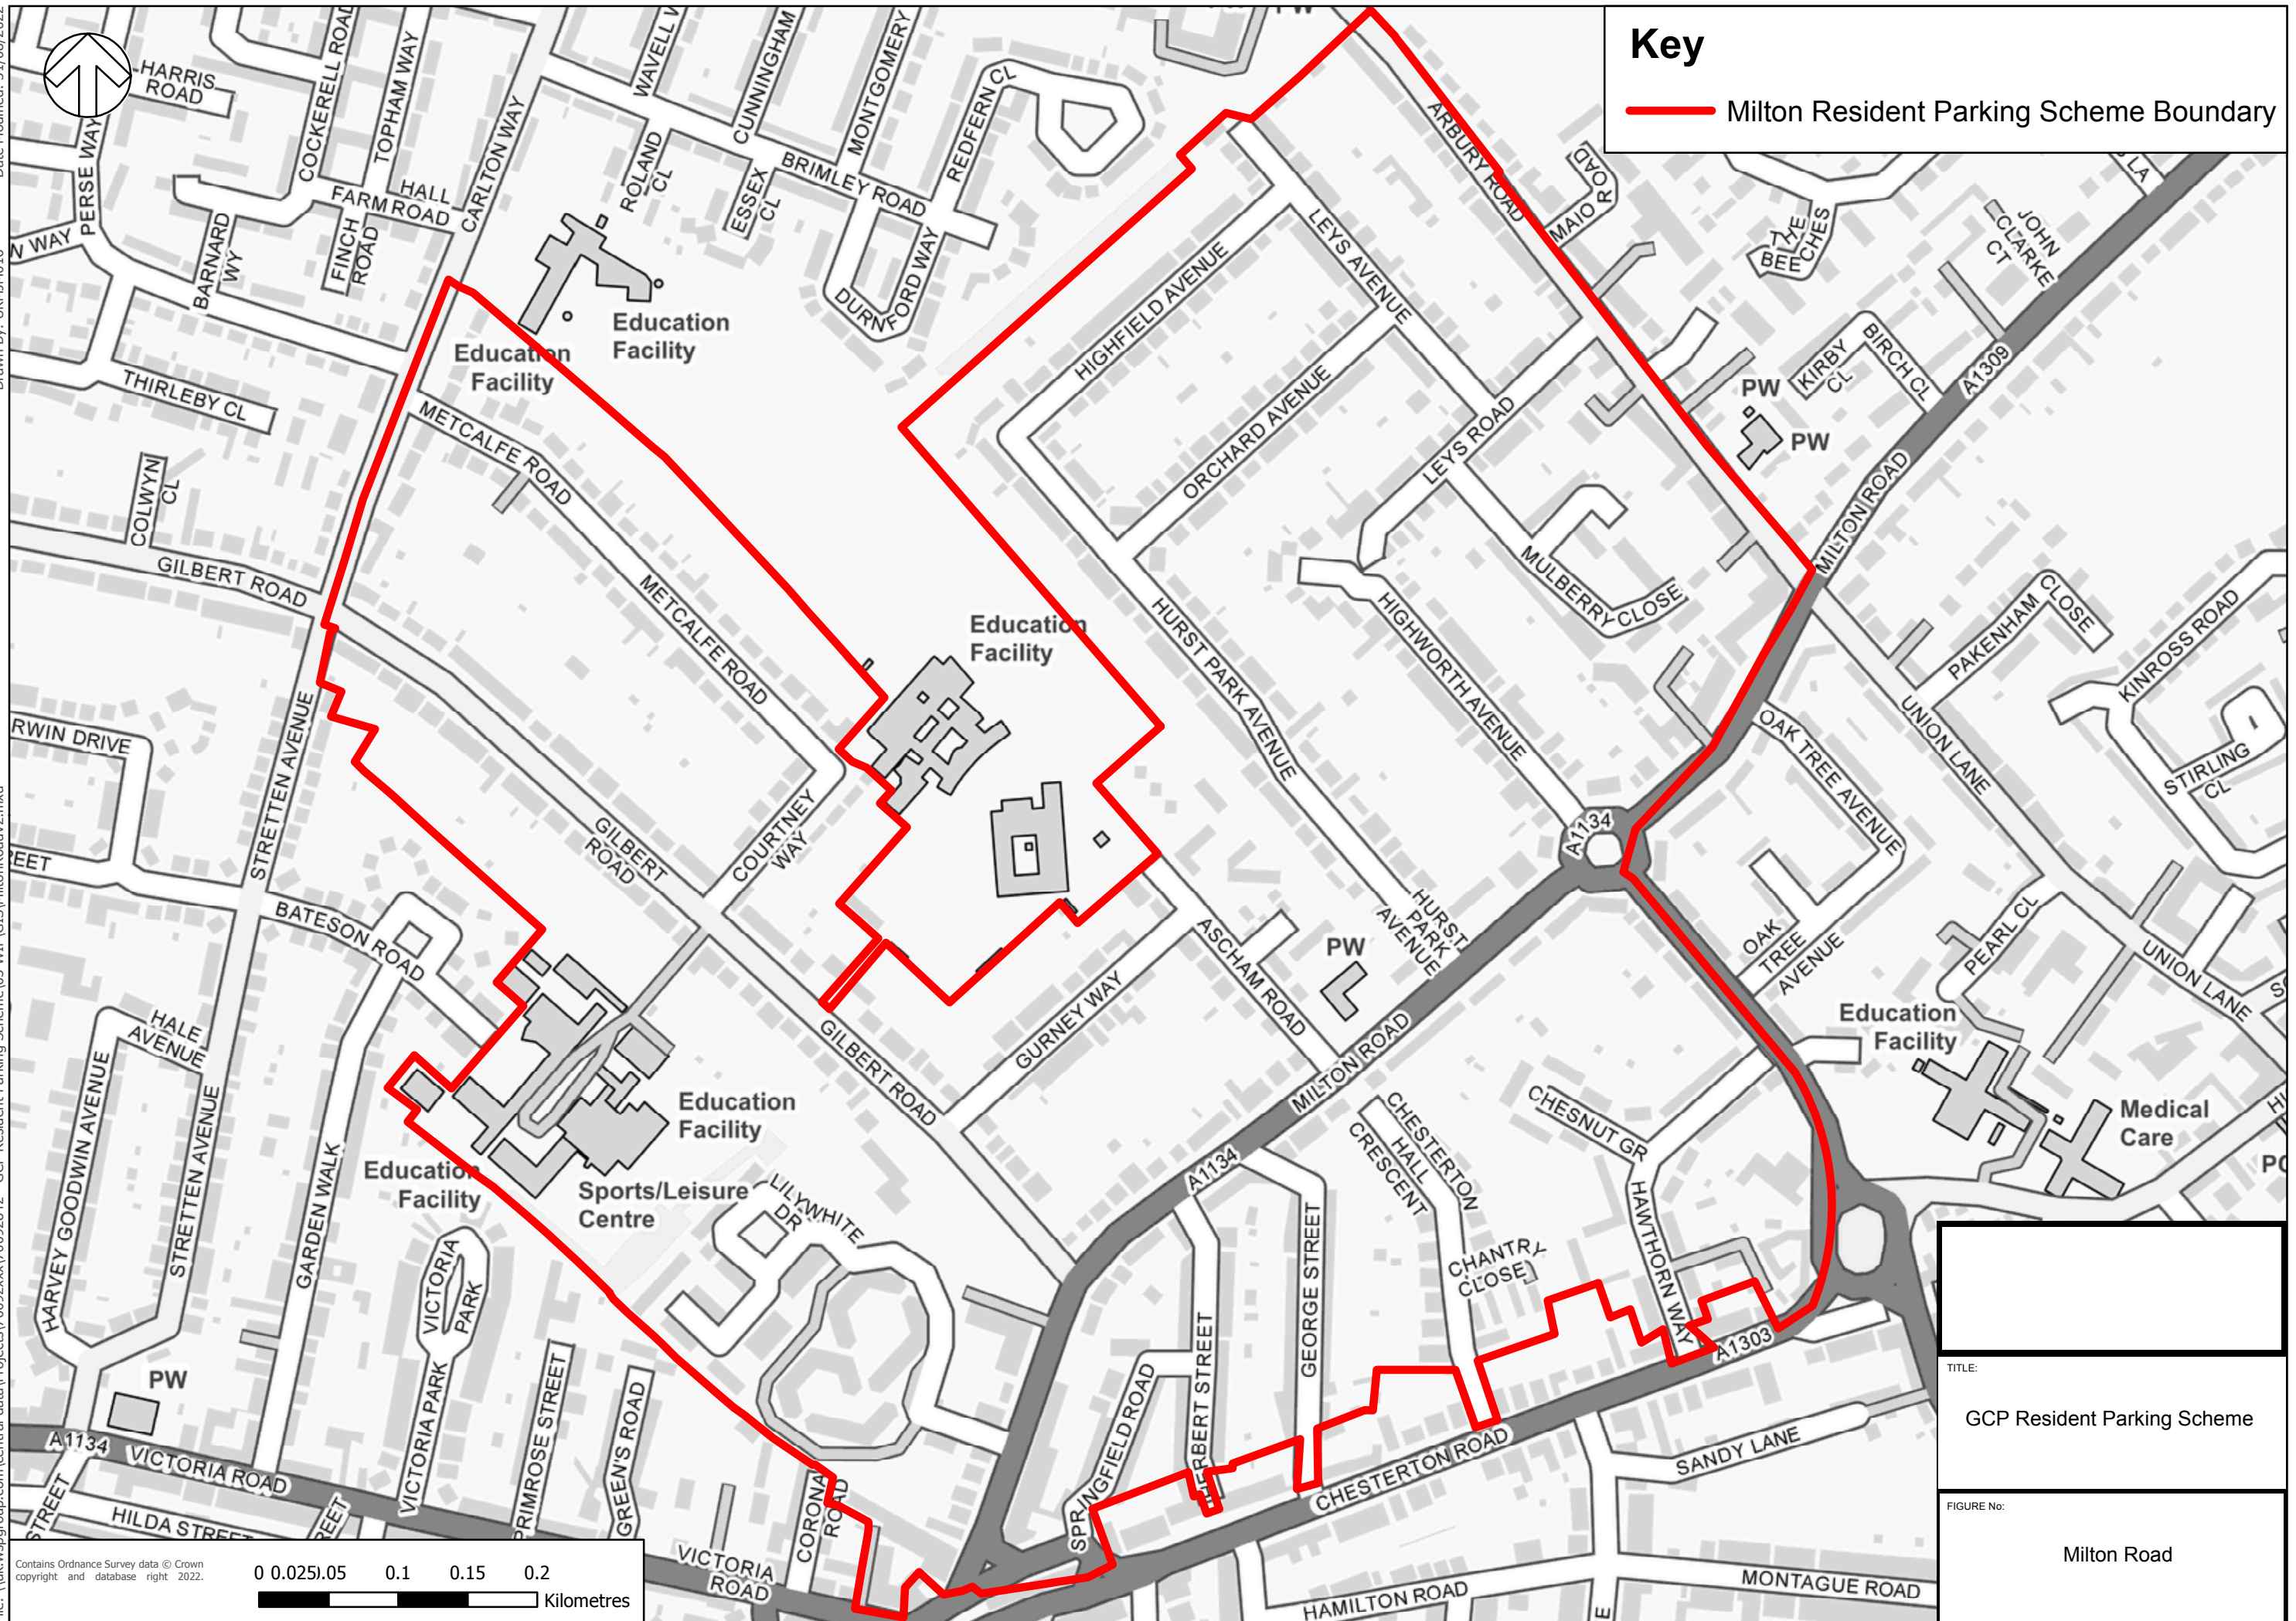 Key
Milton Resident Parking Scheme Boundary
HARRIS
ROAD
COCKERELL ROAD
TOPHAM WAY
CARLTON WAY
PERSE WAY
BARNARD
WY
HALL
FARM ROAD
FINCH
ROAD
ROLAND
CL
CUNNINGHAM
MONTGOMERY
ESSEX
CL
BRIMLEY ROAD
REDFERN CL
DURNFORD WAY
Education
Facility
Education
Facility
THIRLEBY CL
COLWYN
CL
METCALFE ROAD
METCALFE ROAD
GILBERT ROAD
ARBURY ROAD
LEYS AVENUE
HIGHFIELD AVENUE
ORCHARD AVENUE
LEYS ROAD
MAIO ROAD
THE
BEECHES
JOHN
CLARKE
CT
KIRBY
CL
BIRCH CL
A1309
PW
PW
MILTON ROAD
MULBERRY CLOSE
HIGHWORTH AVENUE
HURST PARK AVENUE
Education
Facility
PAKENHAM CLOSE
KINROSS ROAD
UNION LANE
STIRLING
CL
OAK TREE AVENUE
A1134
STRETTEN AVENUE
BATESON ROAD
GILBERT
ROAD
COURTNEY
WAY
HURST
PARK
AVENUE
ASCHAM ROAD
PW
OAK
TREE
AVENUE
PEARL CL
UNION LANE
GURNEY WAY
GILBERT ROAD
MILTON ROAD
HALE
AVENUE
HARVEY GOODWIN AVENUE
STRETTEN AVENUE
GARDEN WALK
Education
Facility
Education
Facility
Sports/Leisure
Centre
LILYWHITE
DR
Education
Facility
Medical
Care
CHESNUT GR
CHESTERTON
HALL
CRESCENT
A1134
GEORGE STREET
HERBERT STREET
SPRINGFIELD ROAD
CHANTRY
CLOSE
HAWTHORN WAY
A1303
VICTORIA
PARK
VICTORIA PARK
PRIMROSE STREET
GREEN'S ROAD
PW
A1134
VICTORIA ROAD
HILDA STREET
CORONA
ROAD
VICTORIA
ROAD
CHESTERTON ROAD
SANDY LANE
HAMILTON ROAD
MONTAGUE ROAD
TITLE:
GCP Resident Parking Scheme
FIGURE No:
Milton Road
Contains Ordnance Survey data © Crown
copyright and database right 2022.
0 0.025 0.05 0.1 0.15 0.2
Kilometres